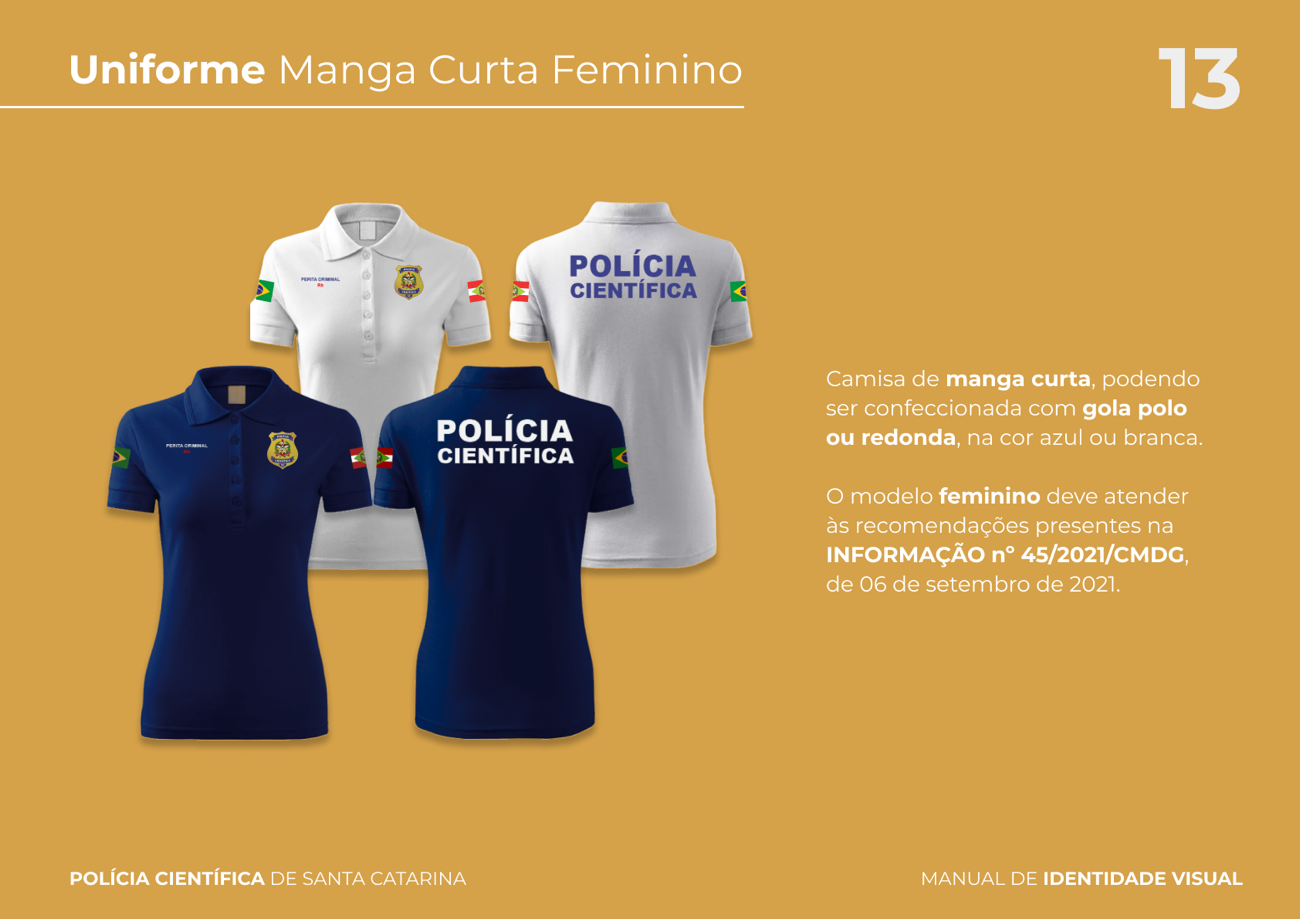 Uniforme Manga Curta Feminino
13
PERITA CRIMINAL
POLÍCIA
CIENTÍFICA
PERITA CRIMINAL
POLÍCIA
CIENTÍFICA
Camisa de manga curta, podendo
ser confeccionada com gola polo
ou redonda, na cor azul ou branca.
O modelo feminino deve atender
às recomendações presentes na
INFORMAÇÃO nº 45/2021/CMDG,
de 06 de setembro de 2021.
POLÍCIA CIENTÍFICA DE SANTA CATARINA
MANUAL DE IDENTIDADE VISUAL